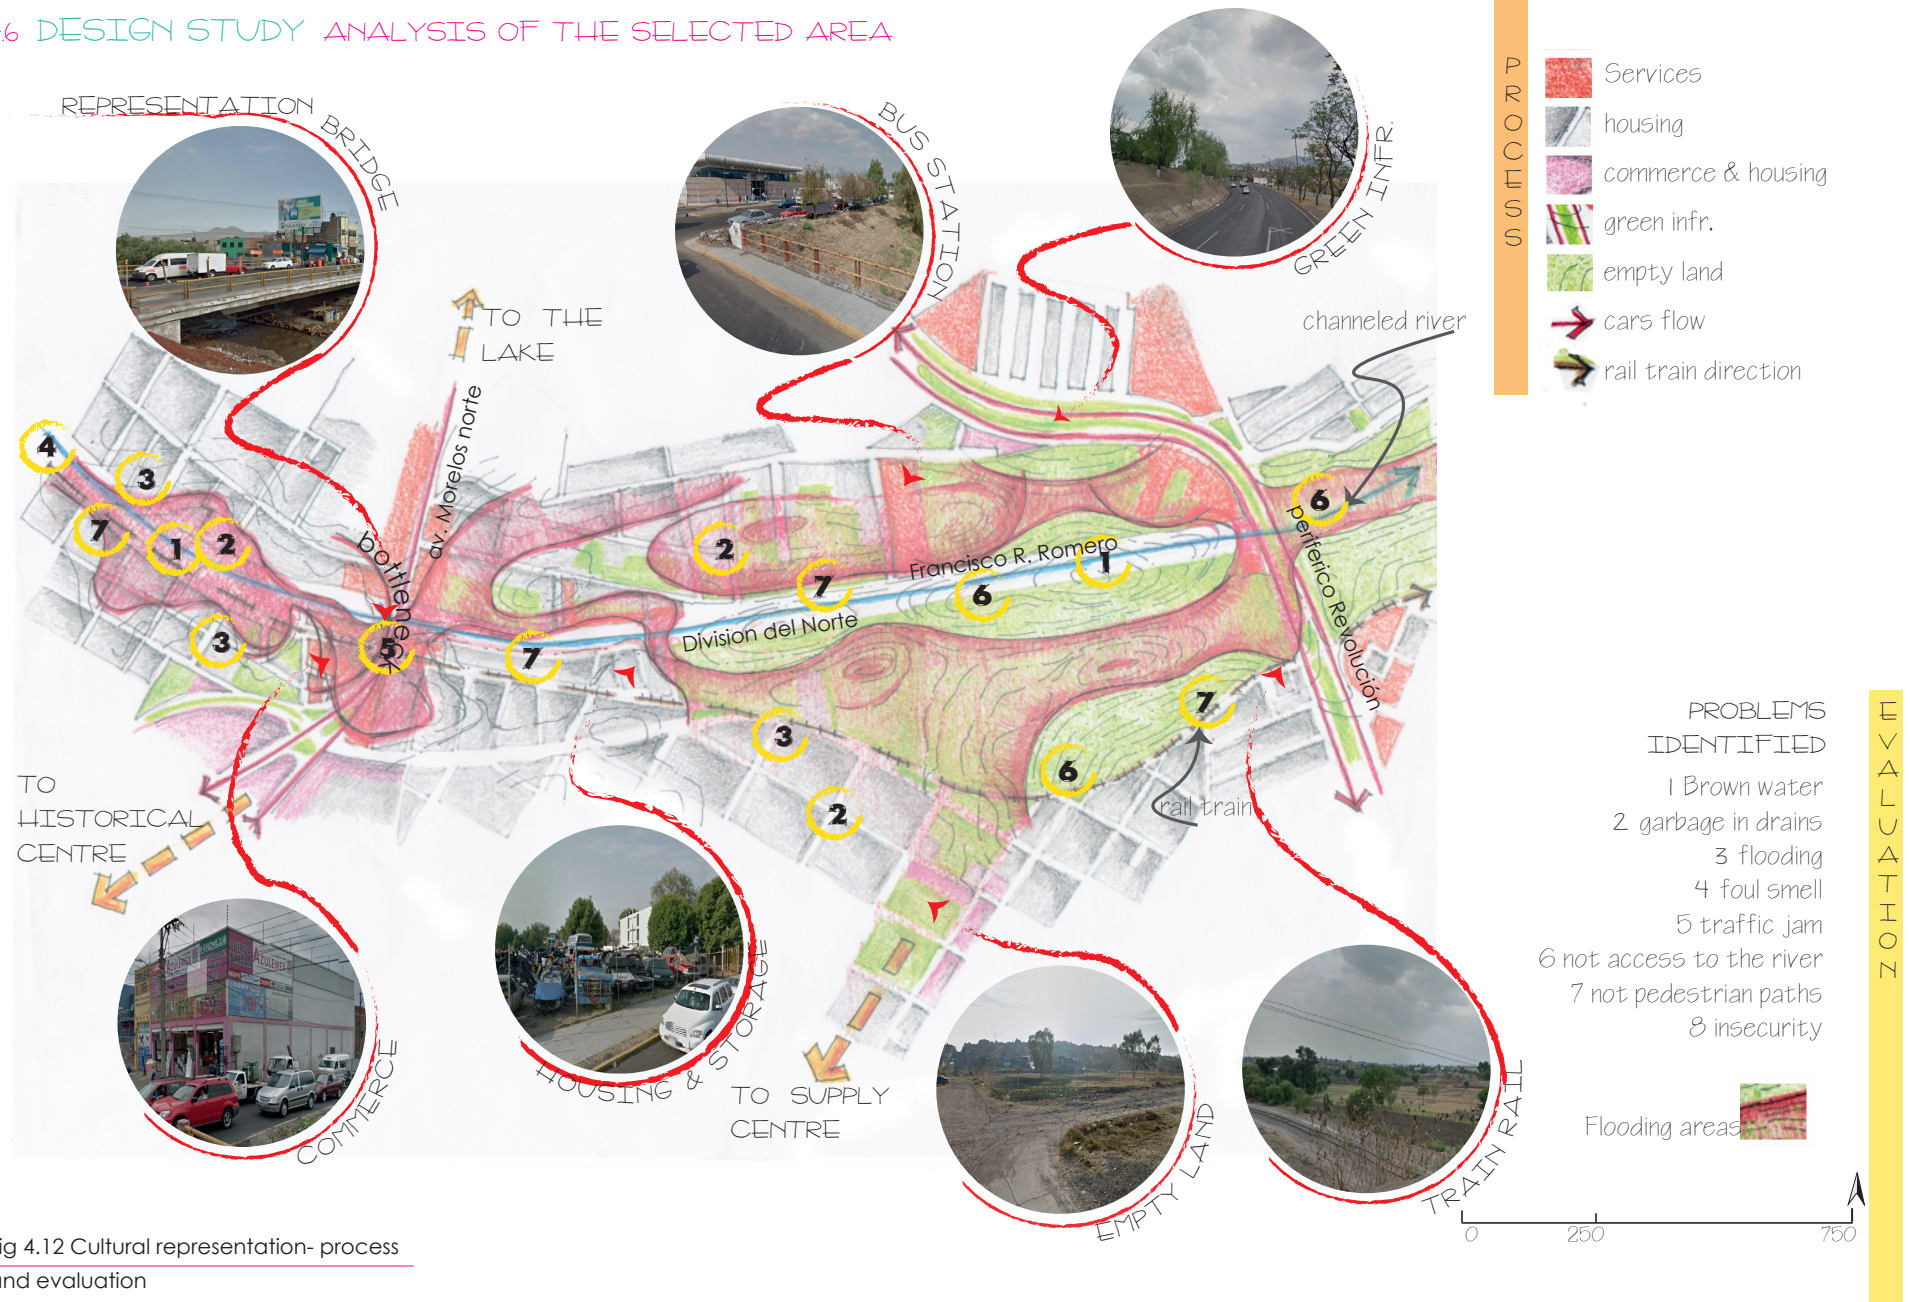 .6 DESIGN STUDY ANALYSIS OF THE SELECTED AREA
REPRESENTATION
BRIDGE
BUS STATION
GREEN INFR.
PROCESS
Services
housing
commerce & housing
green infr.
empty land
cars flow
rail train direction
TO THE
LAKE
channeled river
av. Morelos norte
bottleneck
4
3
7
1
2
3
5
7
2
7
Francisco R. Romero
6
1
6
Division del Norte
periferico Revolución
7
3
6
2
rail train
TO
HISTORICAL
CENTRE
AZULEMEX
AZULEMEX
COMMERCE
HOUSING & STORAGE
TO SUPPLY
CENTRE
EMPTY LAND
TRAIN RAIL
EVALUATION
PROBLEMS
IDENTIFIED
1 Brown water
2 garbage in drains
3 flooding
4 foul smell
5 traffic jam
6 not access to the river
7 not pedestrian paths
8 insecurity
Flooding areas
0 250 750
ig 4.12 Cultural representation- process
and evaluation